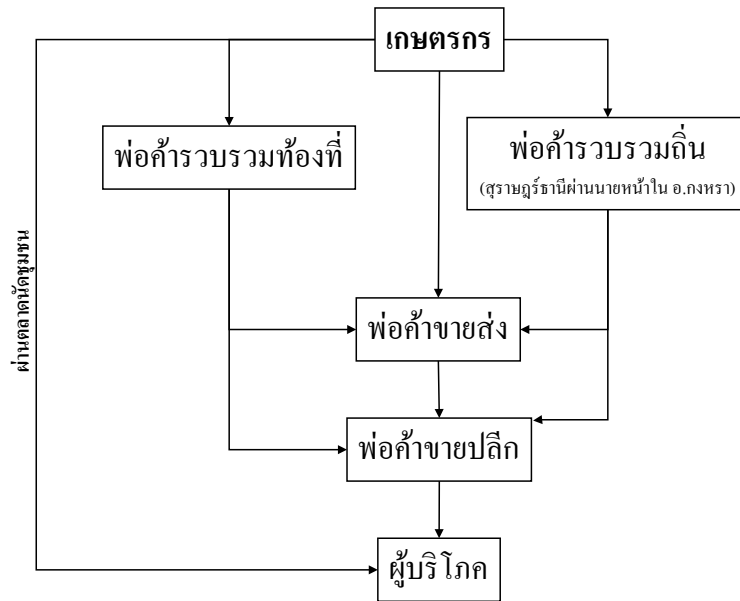 เกษตรกร
พ่อค้ารวบรวมท้องที่
พ่อค้ารวบรวมถิ่น
(สุราษฎร์ธานีผ่านนายหน้าใน อ.กงหรา)
ผ่านตลาดนัดชุมชน
พ่อค้าขายส่ง
พ่อค้าขายปลีก
ผู้บริโภค